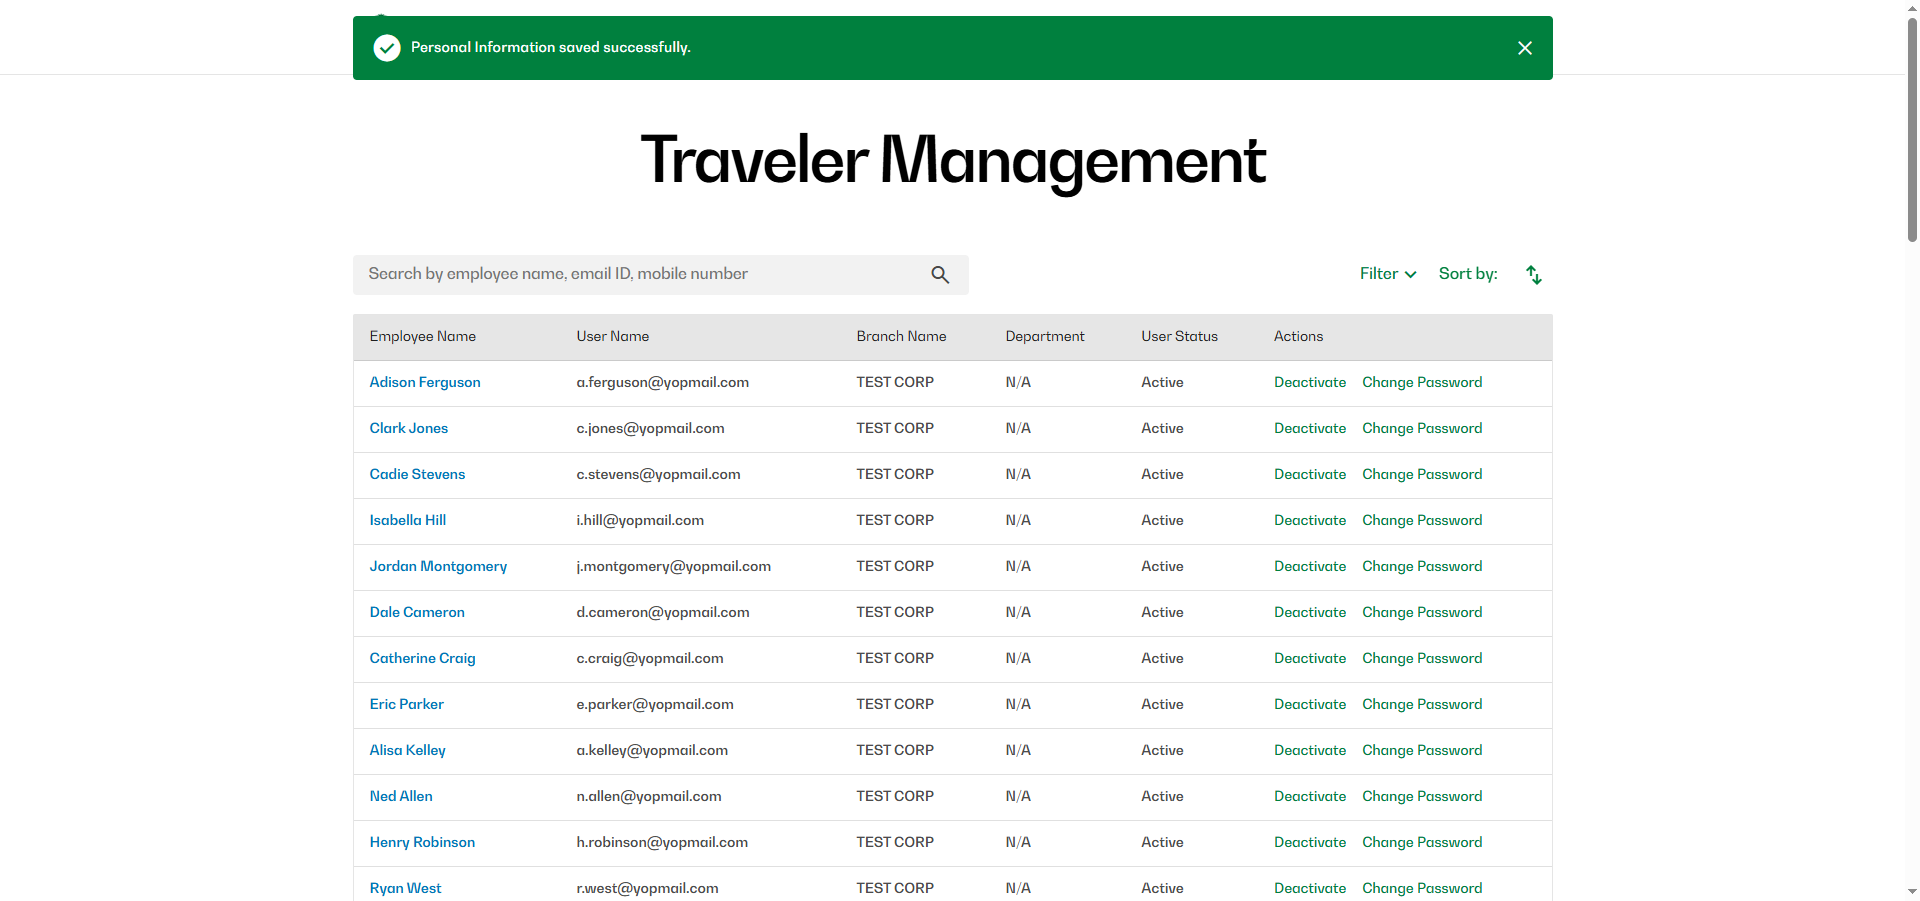 Personal Information saved successfully.
Traveler Management
Search by employee name, email ID, mobile number
Filter Sort by:
Employee Name User Name Branch Name Department User Status Actions
Adison Ferguson a.ferguson@yopmail.com TEST CORP N/A Active Deactivate Change Password
Clark Jones c.jones@yopmail.com TEST CORP N/A Active Deactivate Change Password
Cadie Stevens c.stevens@yopmail.com TEST CORP N/A Active Deactivate Change Password
Isabella Hill i.hill@yopmail.com TEST CORP N/A Active Deactivate Change Password
Jordan Montgomery j.montgomery@yopmail.com TEST CORP N/A Active Deactivate Change Password
Dale Cameron d.cameron@yopmail.com TEST CORP N/A Active Deactivate Change Password
Catherine Craig c.craig@yopmail.com TEST CORP N/A Active Deactivate Change Password
Eric Parker e.parker@yopmail.com TEST CORP N/A Active Deactivate Change Password
Alisa Kelley a.kelley@yopmail.com TEST CORP N/A Active Deactivate Change Password
Ned Allen n.allen@yopmail.com TEST CORP N/A Active Deactivate Change Password
Henry Robinson h.robinson@yopmail.com TEST CORP N/A Active Deactivate Change Password
Ryan West r.west@yopmail.com TEST CORP N/A Active Deactivate Change Password